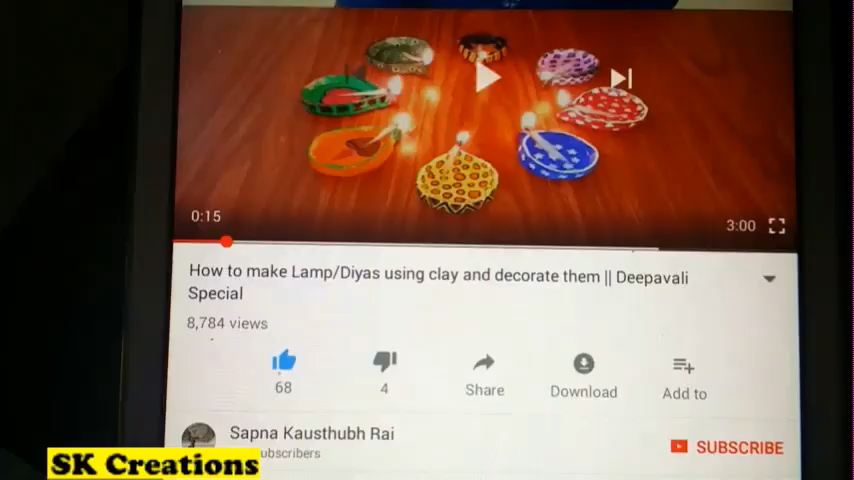 0:15
3:00
How to make Lamp/Diyas using clay and decorate them || Deepavali
Special
8,784 views
68
4
Share
Download
Add to
Sapna Kausthubh Rai
ubscribers
SUBSCRIBE
SK Creations